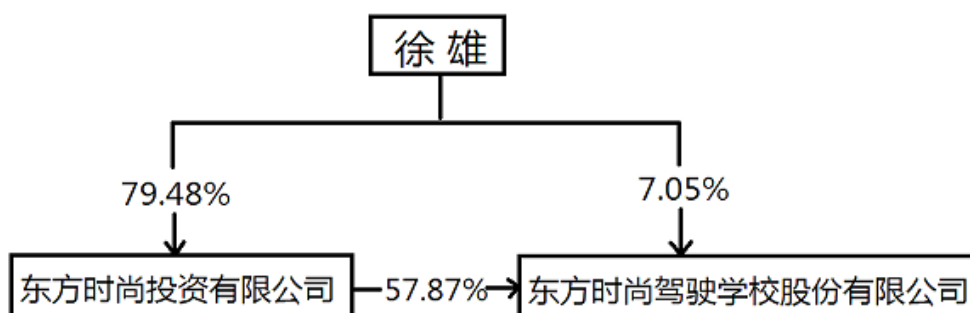 徐雄
79.48%
7.05%
东方时尚投资有限公司
57.87%
东方时尚驾驶学校股份有限公司